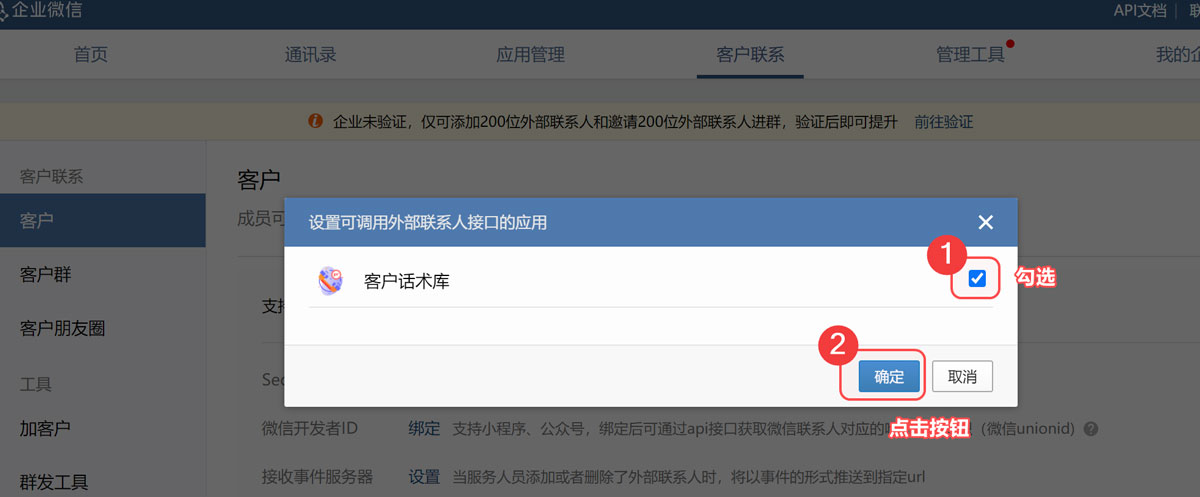 企业微信
API文档
首页
通讯录
应用管理
客户联系
管理工具
我的企
企业未验证，仅可添加200位外部联系人和邀请200位外部联系人进群，验证后即可提升 前往验证
客户联系
客户
客户群
客户朋友圈
工具
加客户
群发工具
客户
成员可
设置可调用外部联系人接口的应用
客户话术库
1
勾选
支持
2
确定
取消
点击按钮
Sec
微信开发者ID 绑定 支持小程序、公众号，绑定后可通过api接口获取微信联系人对应的（微信unionid）
接收事件服务器 设置 当服务人员添加或者删除了外部联系人时，将以事件的形式推送到指定url